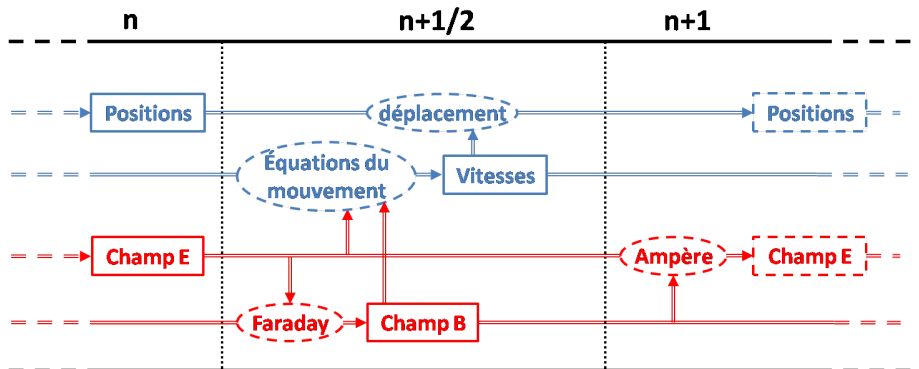 n n+1/2 n+1
Positions déplacement Positions
Équations du
mouvement
Vitesses
Champ E Ampère Champ E
Faraday Champ B